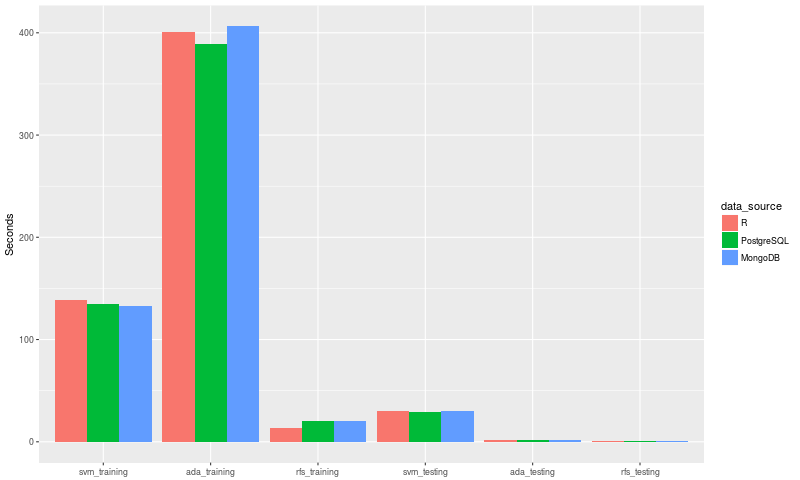 Seconds
400
300
200
100
0
svm_training
ada_training
rfs_training
svm_testing
ada_testing
rfs_testing
data_source
R
PostgreSQL
MongoDB